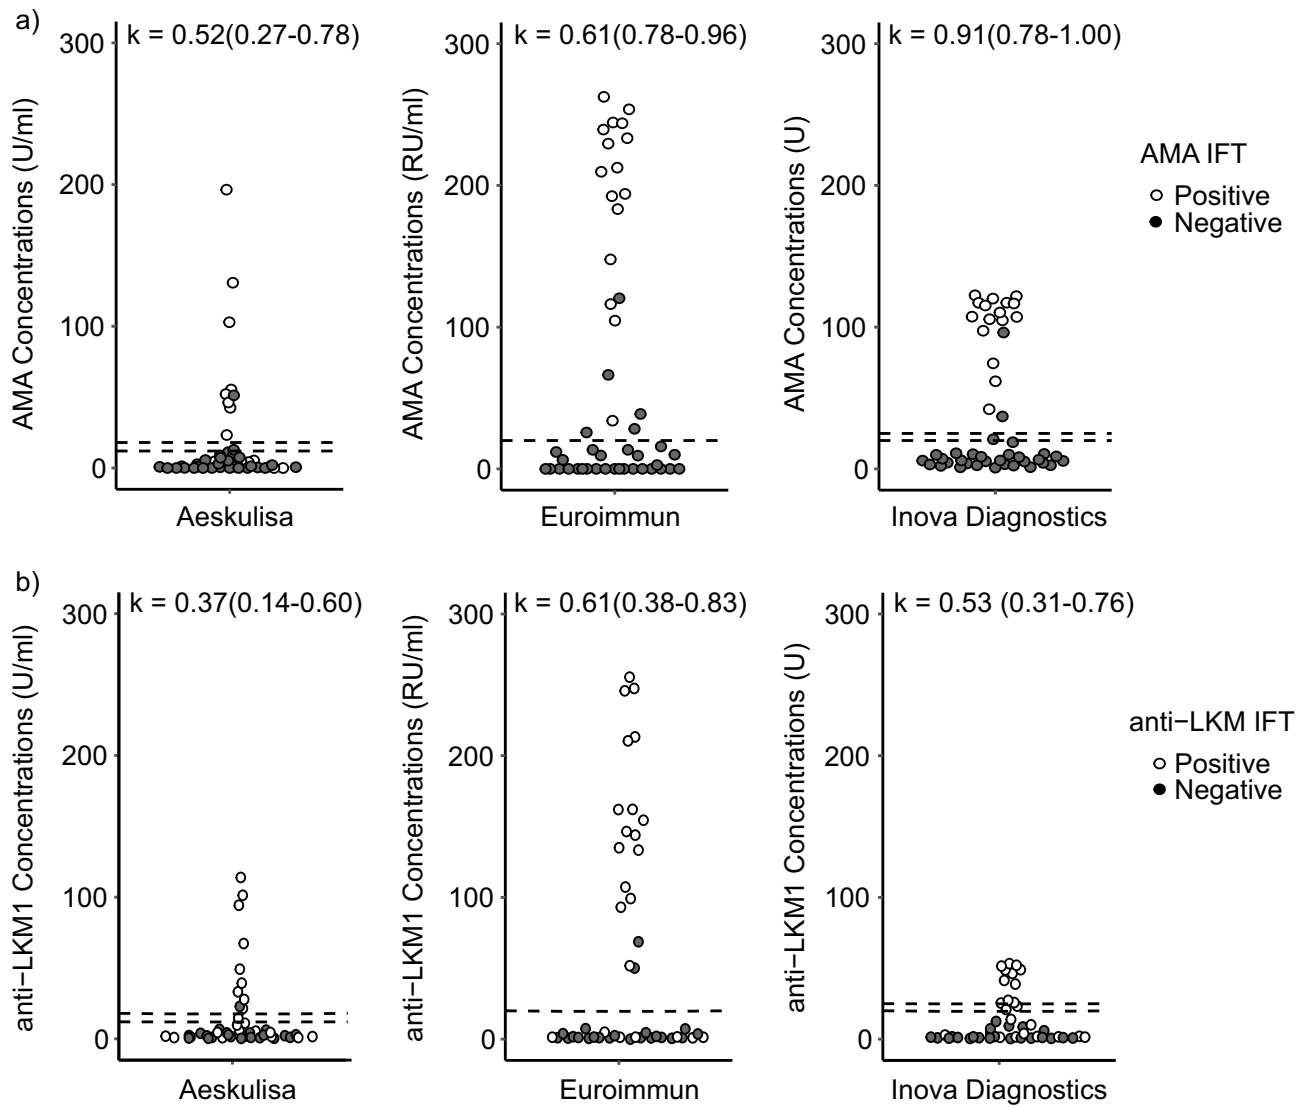 a)
k = 0.52(0.27-0.78)
k = 0.61(0.78-0.96)
k = 0.91(0.78-1.00)
AMA Concentrations (U/ml)
300
200
100
0
Aeskulisa
AMA Concentrations (RU/ml)
300
200
100
0
Euroimmun
AMA Concentrations (U)
300
200
100
0
Inova Diagnostics
AMA IFT
Positive
Negative
b)
k = 0.37(0.14-0.60)
k = 0.61(0.38-0.83)
k = 0.53 (0.31-0.76)
anti−LKM1 Concentrations (U/ml)
300
200
100
0
Aeskulisa
anti−LKM1 Concentrations (RU/ml)
300
200
100
0
Euroimmun
anti−LKM1 Concentrations (U)
300
200
100
0
Inova Diagnostics
anti−LKM IFT
Positive
Negative